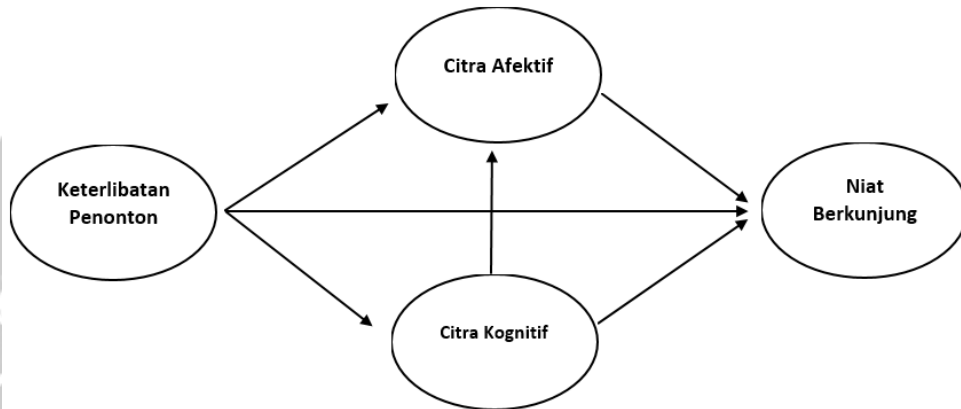 Citra Afektif
Keterlibatan
Penonton
Niat
Berkunjung
Citra Kognitif